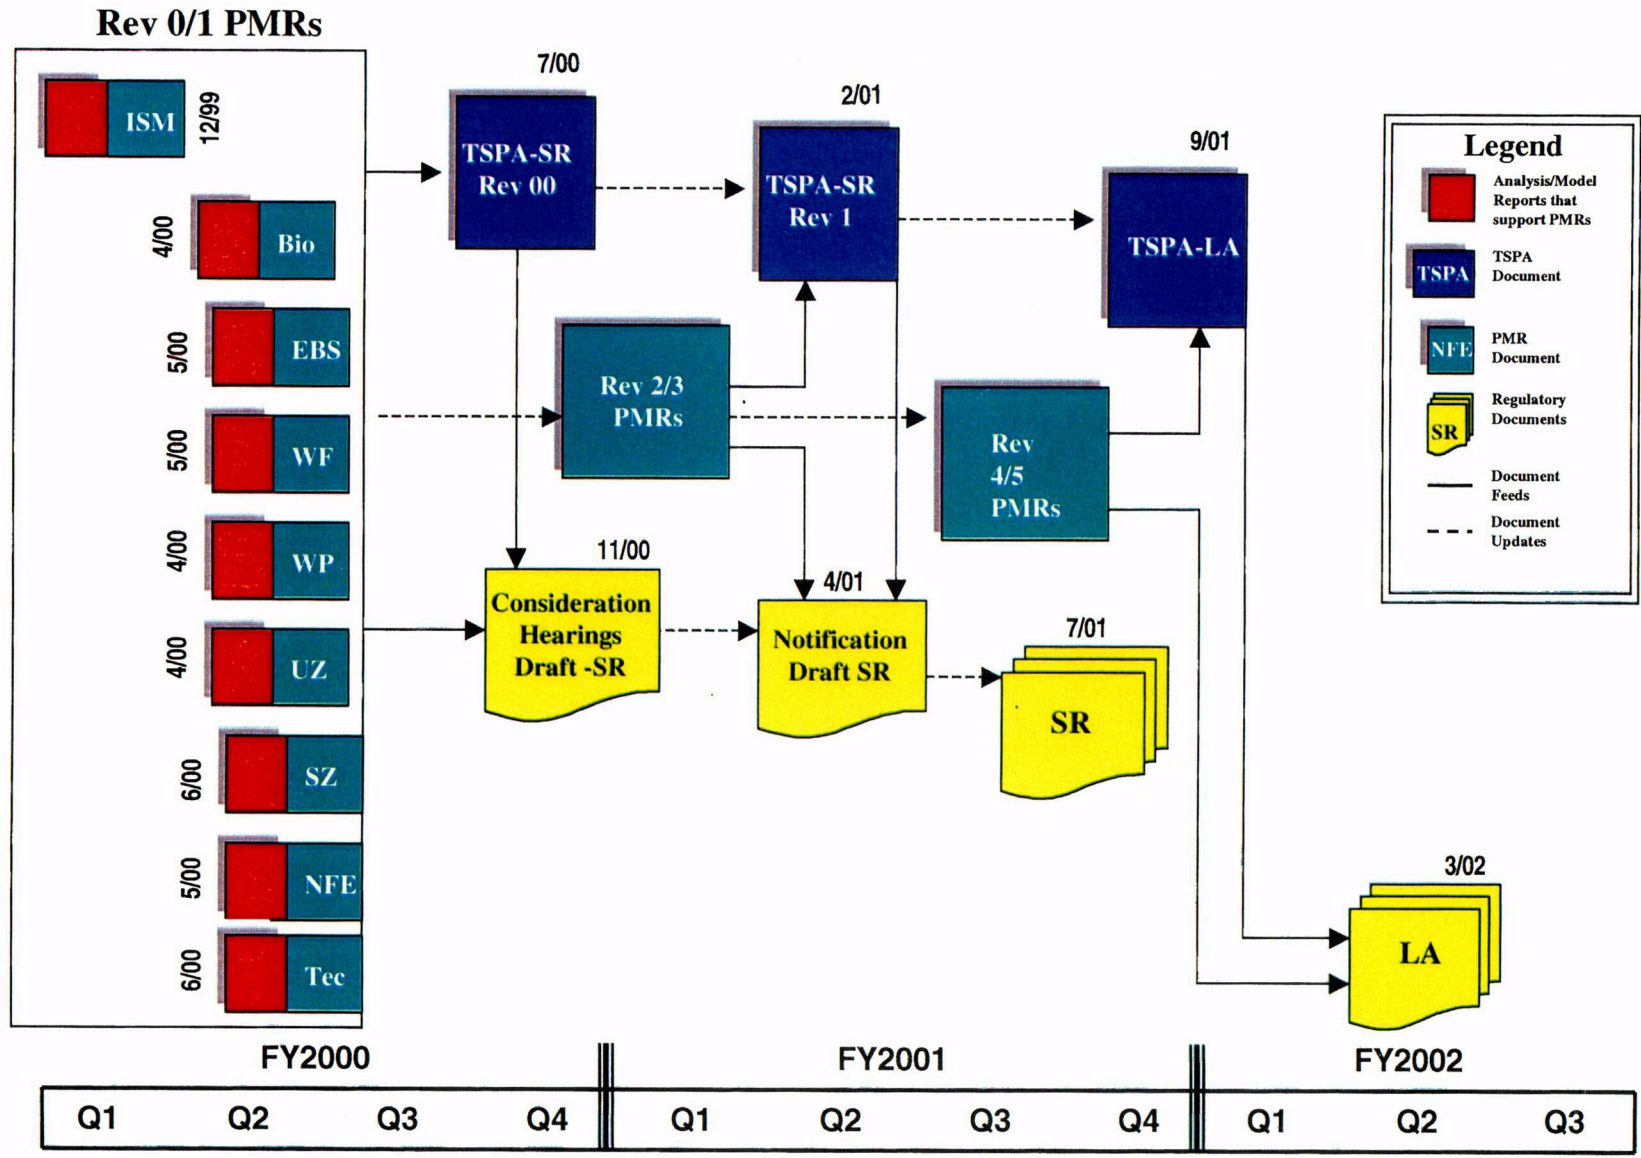 Rev 0/1 PMRs
ISM
12/99
4/00
Bio
5/00
EBS
5/00
WF
4/00
WP
4/00
UZ
6/00
SZ
5/00
NFE
6/00
Tec
7/00
TSPA-SR
Rev 00
2/01
TSPA-SR
Rev 1
9/01
TSPA-LA
Rev 2/3
PMRs
Rev
4/5
PMRs
11/00
Consideration
Hearings
Draft -SR
4/01
Notification
Draft SR
7/01
SR
3/02
LA
Legend
Analysis/Model
Reports that
support PMRs
TSPA
TSPA
Document
NFE
PMR
Document
SR
Regulatory
Documents
Document
Feeds
Document
Updates
FY2000
FY2001
FY2002
Q1 Q2 Q3 Q4 Q1 Q2 Q3 Q4 Q1 Q2 Q3